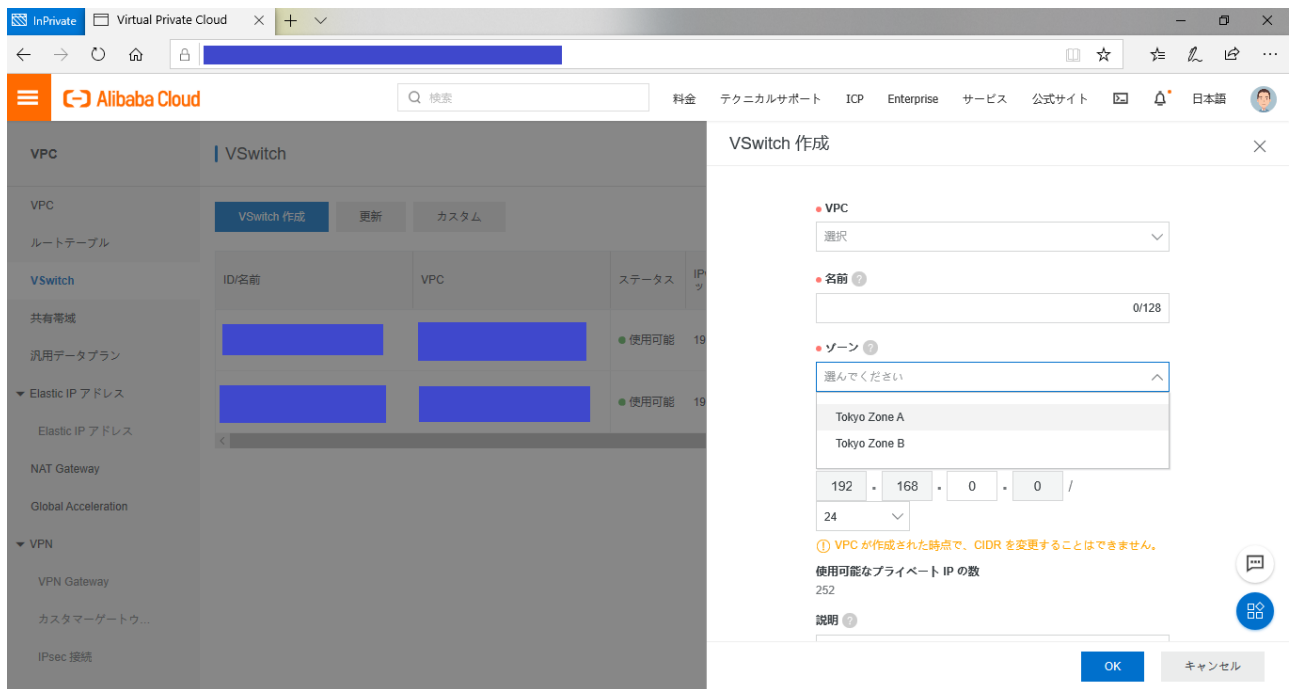 InPrivate Virtual Private Cloud
Alibaba Cloud 検索 料金 テクニカルサポート ICP Enterprise サービス 公式サイト 日本語
VPC
VPC
ルートテーブル
VSwitch
共有帯域
汎用データプラン
Elastic IP アドレス
Elastic IP アドレス
NAT Gateway
Global Acceleration
VPN
VPN Gateway
カスタマーゲートウ...
IPsec 接続
VSwitch
VSwitch 作成 更新 カスタム
ID/名前 VPC ステータス
使用可能 19
使用可能 19
VSwitch 作成
VPC
選択
名前 ?
0/128
ゾーン ?
選んでください
Tokyo Zone A
Tokyo Zone B
192 . 168 . 0 . 0 /
24
VPC が作成された時点で、CIDR を変更することはできません。
使用可能なプライベート IP の数
252
説明 ?
OK キャンセル